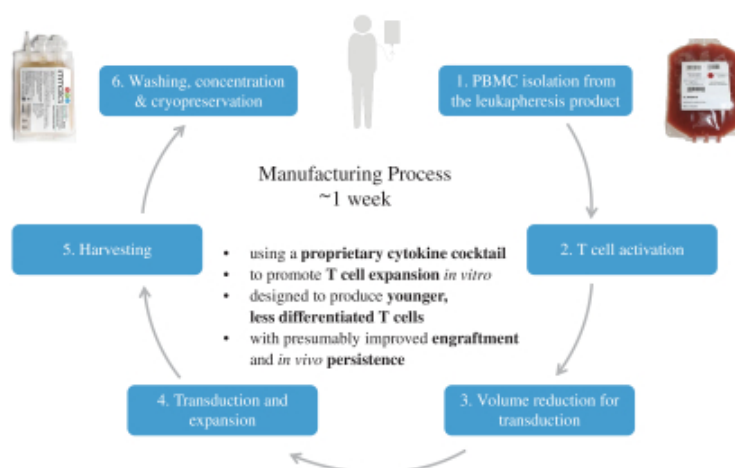 6. Washing, concentration
& cryopreservation
1. PBMC isolation from
the leukapheresis product
Manufacturing Process
~1 week
5. Harvesting
2. T cell activation
• using a proprietary cytokine cocktail
• to promote T cell expansion in vitro
• designed to produce younger,
less differentiated T cells
• with presumably improved engraftment
and in vivo persistence
4. Transduction and
expansion
3. Volume reduction for
transduction